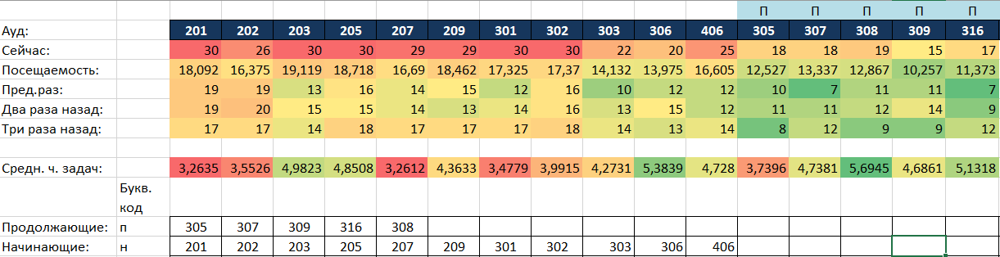 П П П П П
Ауд: 201 202 203 205 207 209 301 302 303 306 406 305 307 308 309 316
Сейчас: 30 26 30 30 29 29 30 30 22 20 25 18 18 19 15 17
Посещаемость: 18,092 16,375 19,119 18,718 16,69 18,462 17,325 17,37 14,132 13,975 16,605 12,527 13,337 12,867 10,257 11,373
Пред.раз: 19 19 13 16 14 15 12 16 10 12 12 10 7 11 11 7
Два раза назад: 19 20 15 15 14 13 14 16 13 15 12 11 11 12 14 9
Три раза назад: 17 17 14 18 17 17 17 18 14 13 14 8 12 9 9 12
Средн. ч. задач: 3,2635 3,5526 4,9823 4,8508 3,2612 4,3633 3,4779 3,9915 4,2731 5,3839 4,728 3,7396 4,7381 5,6945 4,6861 5,1318
Букв.
код
Продолжающие: п 305 307 309 316 308
Начинающие: н 201 202 203 205 207 209 301 302 303 306 406